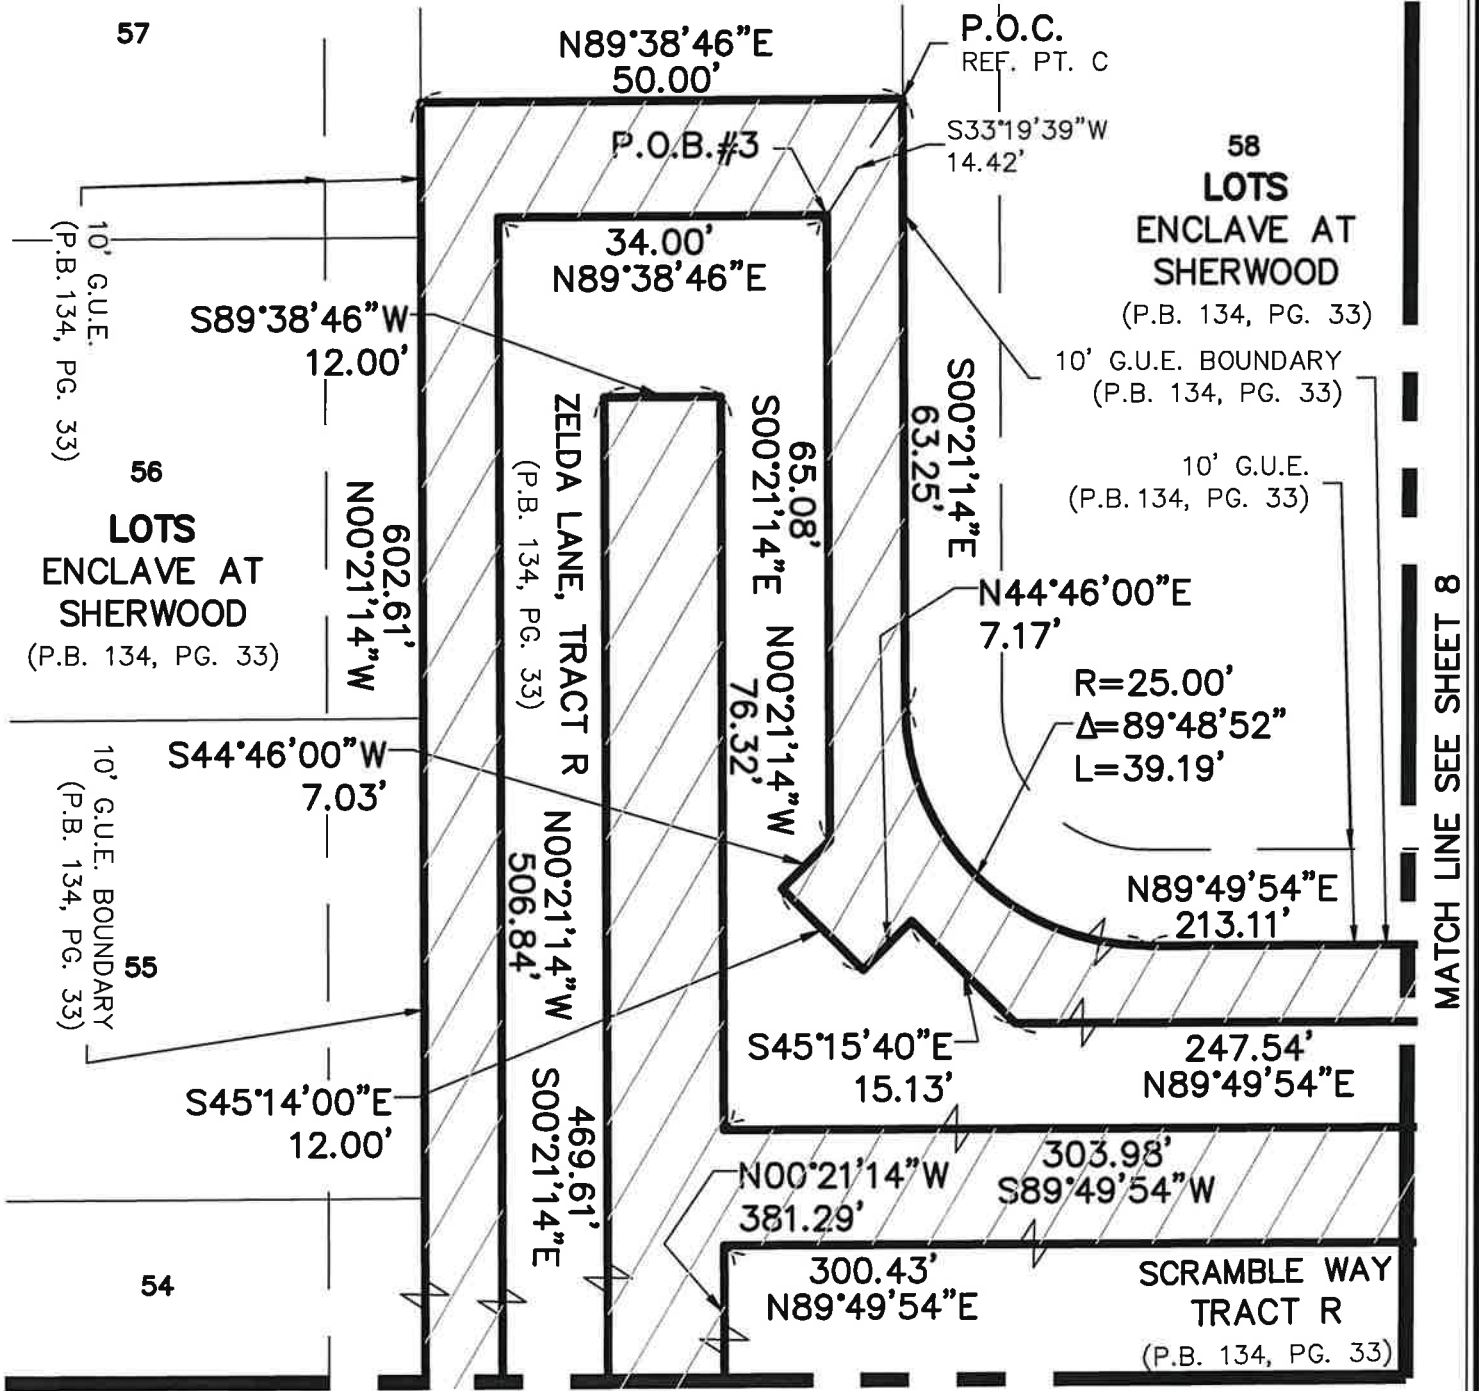 57
N89°38'46"E
50.00'
P.O.C.
REF. PT. C
P.O.B.#3
S33°19'39"W
14.42'
58
LOTS
ENCLAVE AT
SHERWOOD
(P.B. 134, PG. 33)
10' G.U.E.
(P.B. 134, PG. 33)
34.00'
N89°38'46"E
S89°38'46"W
12.00'
10' G.U.E. BOUNDARY
(P.B. 134, PG. 33)
S00°21'14"E
63.25'
65.08'
S00°21'14"E
ZELDA LANE, TRACT R
(P.B. 134, PG. 33)
10' G.U.E.
(P.B.134, PG. 33)
56
LOTS
ENCLAVE AT
SHERWOOD
(P.B. 134, PG. 33)
602.61'
N00°21'14"W
N44°46'00"E
7.17'
N00°21'14"W
76.32'
R=25.00'
Δ=89°48'52"
L=39.19'
MATCH LINE SEE SHEET 8
S44°46'00"W
7.03'
10' G.U.E. BOUNDARY
(P.B. 134, PG. 33)
55
N00°21'14"W
506.84'
N89°49'54"E
213.11'
S45°14'00"E
12.00'
S45°15'40"E
15.13'
247.54'
N89°49'54"E
469.61'
S00°21'14"E
N00°21'14"W
381.29'
303.98'
S89°49'54"W
54
300.43'
N89°49'54"E
SCRAMBLE WAY
TRACT R
(P.B. 134, PG. 33)